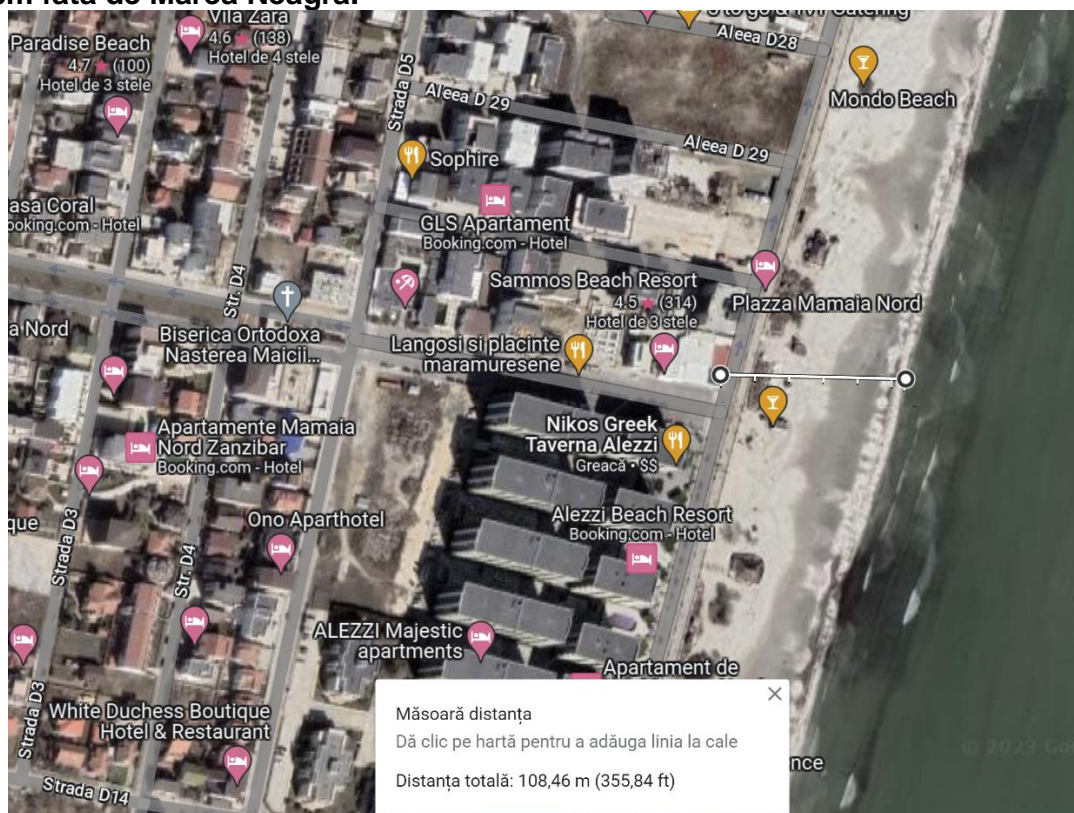 Vila Zara
4.6 (138)
Hotel de 4 stele
Paradise Beach
4.7 (100)
Hotel de 3 stele
Aleea D28
Mondo Beach
Strada D5
Aleea D 29
Aleea D 29
Sophire
GLS Apartament
Booking.com - Hotel
asa Coral
ooking.com - Hotel
Str. D4
Sammos Beach Resort
4.5 (314)
Hotel de 3 stele
Plazza Mamaia Nord
Biserica Ortodoxa
Nasterea Maicii...
a Nord
Langosi si placinte
maramuresene
Nikos Greek
Taverna Alezzi
Greacă • $$
Apartamente Mamaia
Nord Zanzibar
Booking.com - Hotel
Alezzi Beach Resort
Booking.com - Hotel
que
Ono Aparthotel
Strada D3
Str. D4
ALEZZI Majestic
apartments
Apartament de
White Duchess Boutique
Hotel & Restaurant
Strada D3
Strada D14
Măsoară distanța
Dă clic pe hartă pentru a adăuga linia la cale
Distanța totală: 108,46 m (355,84 ft)
nce
© 2023 Go